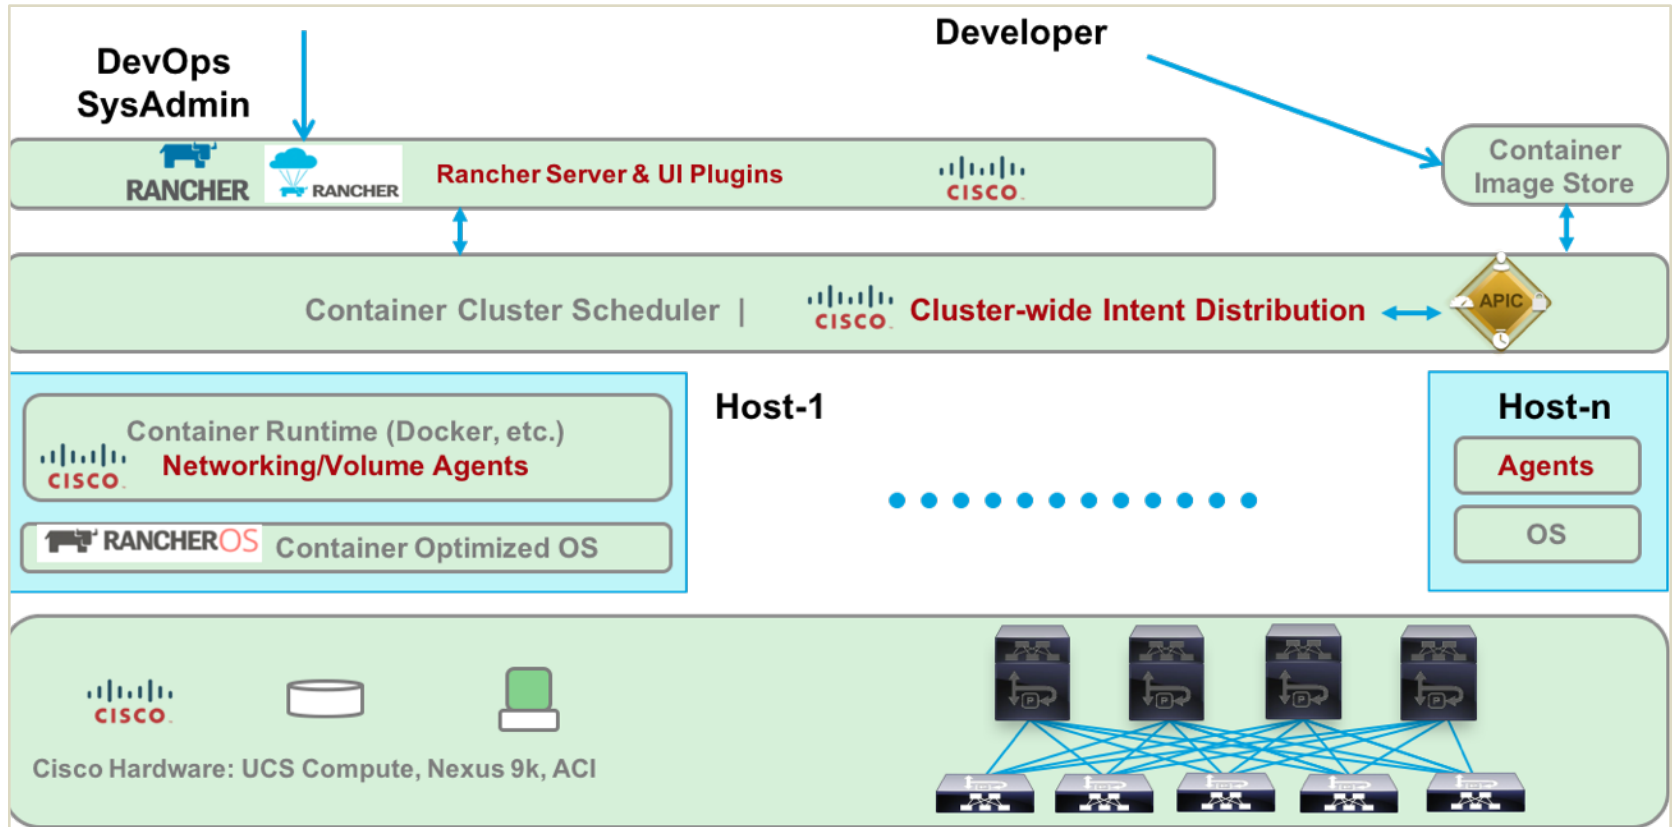 DevOps
SysAdmin
Developer
RANCHER
RANCHER
Rancher Server & UI Plugins
CISCO
Container
Image Store
Container Cluster Scheduler |
CISCO
Cluster-wide Intent Distribution
APIC
Container Runtime (Docker, etc.)
CISCO
Networking/Volume Agents
RANCHEROS
Container Optimized OS
Host-1
Host-n
Agents
OS
CISCO
Cisco Hardware: UCS Compute, Nexus 9k, ACI
P
P
P
P